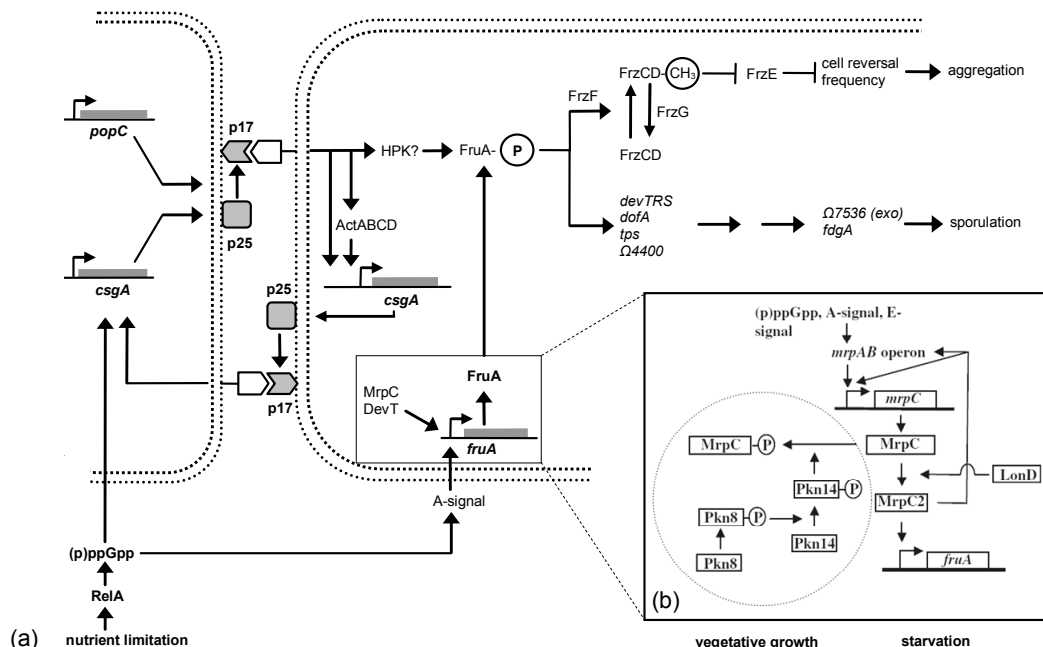 popC
p17
p25
csgA
HPK?
FruA-
P
ActABCD
csgA
p25
p17
FrzF
FrzCD-
CH3
FrzG
FrzCD
FrzE
cell reversal
frequency
aggregation
devTRS
dofA
tps
Ω4400
Ω7536 (exo)
fdgA
sporulation
FruA
MrpC
DevT
fruA
A-signal
(p)ppGpp
RelA
nutrient limitation
(a)
(p)ppGpp, A-signal, E-
signal
mrpAB operon
mrpC
MrpC
P
MrpC
LonD
Pkn14
P
MrpC2
Pkn8
P
Pkn14
Pkn8
fruA
(b)
vegetative growth
starvation